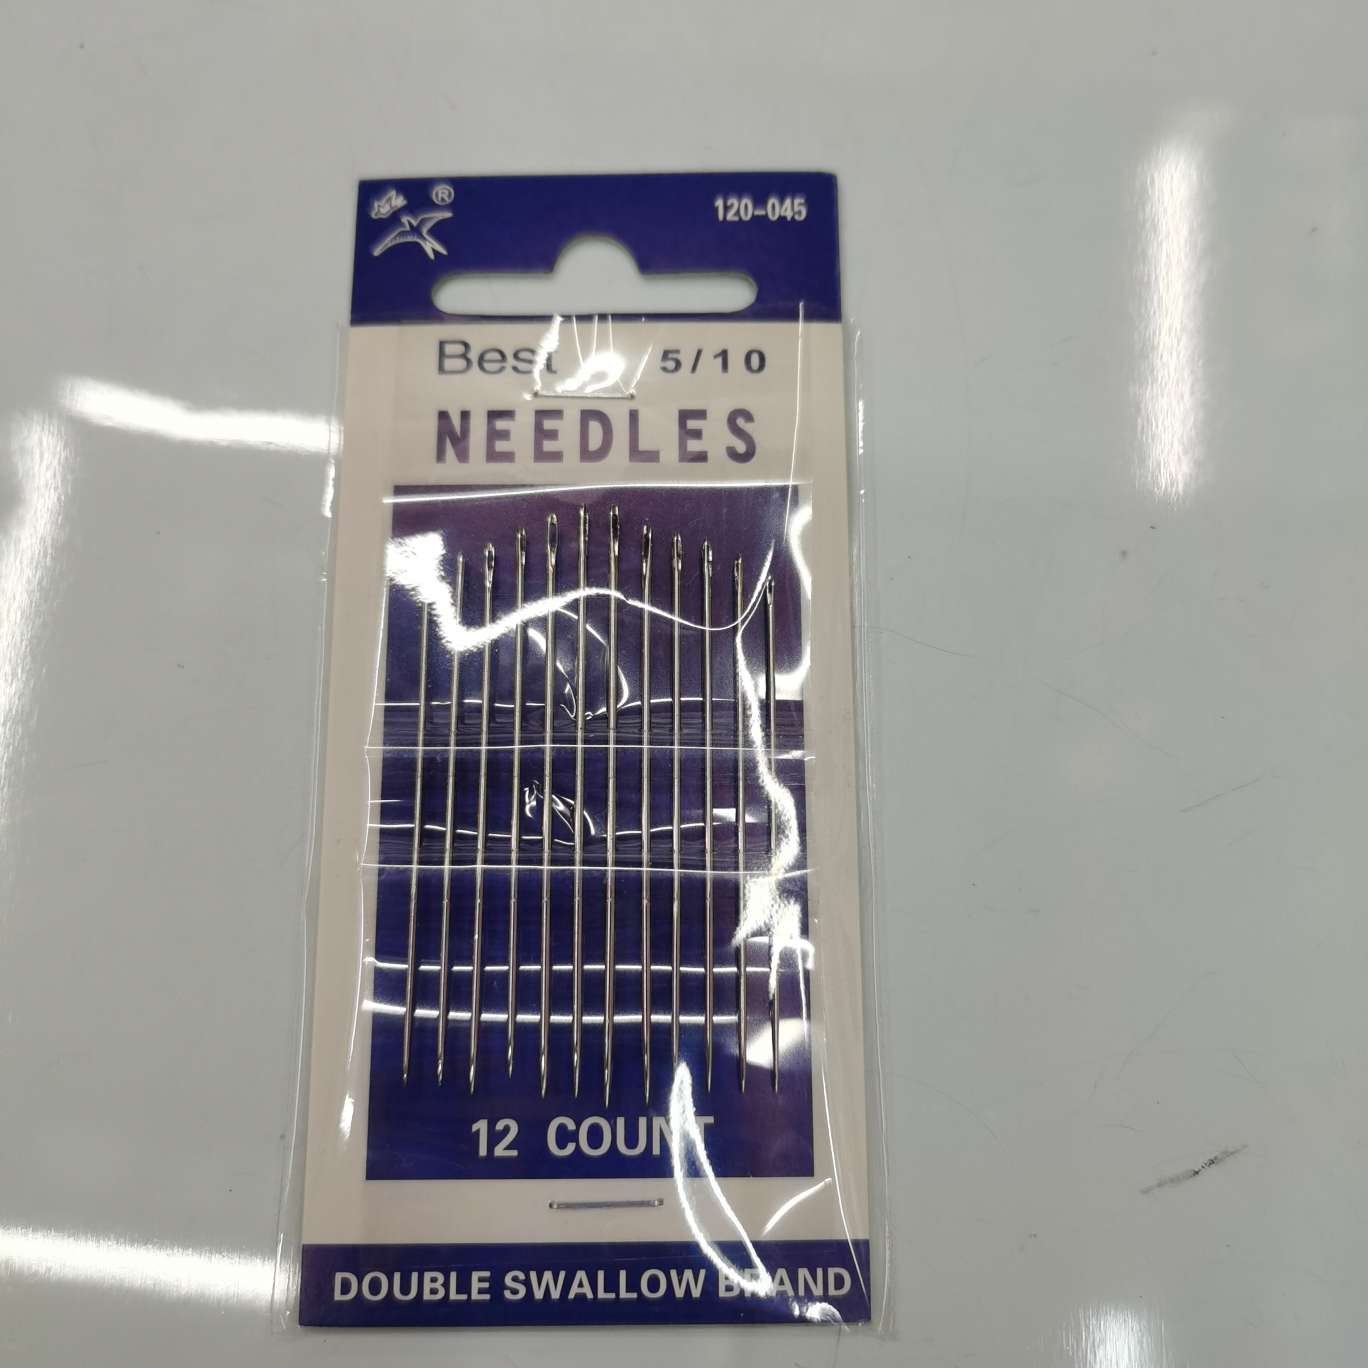 ®
120-045
Best 5/10
NEEDLES
12 COUNT
DOUBLE SWALLOW BRAND